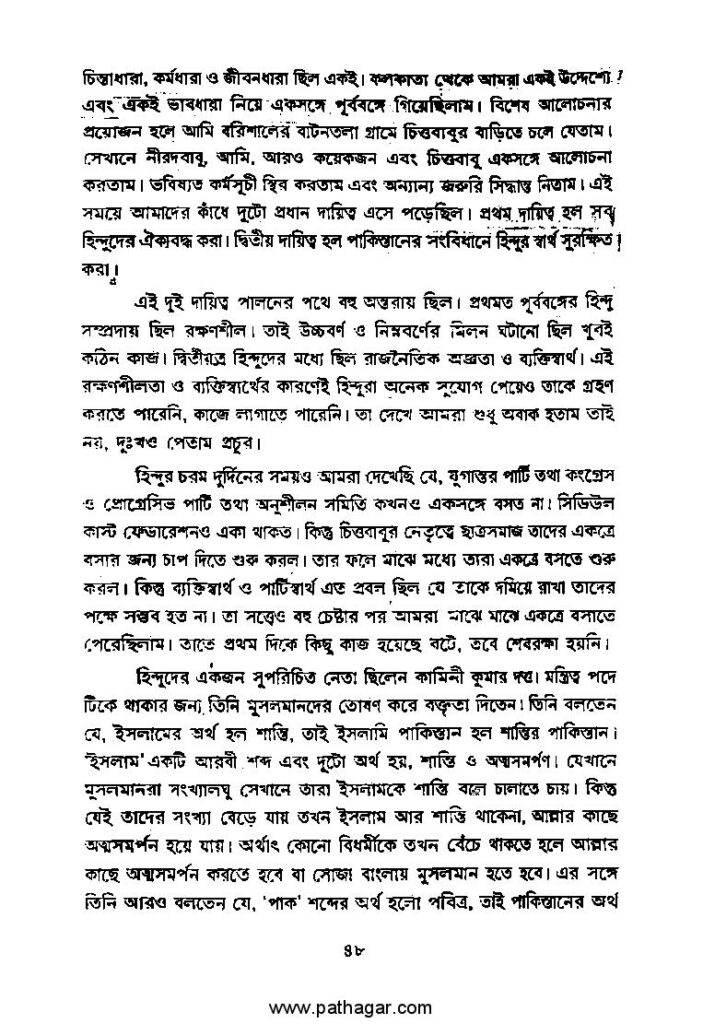 চিন্তাধারা, কর্মধারা ও জীবনধারা ছিল একই। কলকাতা থেকে আমরা একই উদ্দেশ্যে
এবং একই ভাবধারা নিয়ে একসঙ্গে পূর্ববঙ্গে গিয়েছিলাম। বিশেষ আলোচনার
প্রয়োজন হলে আমি বরিশালের বাটনতলা গ্রামে চিত্তবাবুর বাড়িতে চলে যেতাম।
সেখানে নীরদবাবু, আমি, আরও কয়েকজন এবং চিত্তবাবু একসঙ্গে আলোচনা
করতাম। ভবিষ্যত কর্মসূচী স্থির করতাম এবং অন্যান্য জরুরি সিদ্ধান্ত নিতাম। এই
সময়ে আমাদের কাঁধে দুটো প্রধান দায়িত্ব এসে পড়েছিল। প্রথম দায়িত্ব হল সব
হিন্দুদের ঐক্যবদ্ধ করা। দ্বিতীয় দায়িত্ব হল পাকিস্তানের সংবিধানে হিন্দুর স্বার্থ সুরক্ষিত
করা।
এই দুই দায়িত্ব পালনের পথে বহু অন্তরায় ছিল। প্রথমত পূর্ববঙ্গের হিন্দু
সম্প্রদায় ছিল রক্ষণশীল। তাই উচ্চবর্ণ ও নিম্নবর্ণের মিলন ঘটানো ছিল খুবই
কঠিন কাজ। দ্বিতীয়ত হিন্দুদের মধ্যে ছিল রাজনৈতিক অজ্ঞতা ও ব্যক্তিস্বার্থ। এই
রক্ষণশীলতা ও ব্যক্তিস্বার্থের কারণেই হিন্দুরা অনেক সুযোগ পেয়েও তাকে গ্রহণ
করতে পারেনি, কাজে লাগাতে পারেনি। তা দেখে আমরা শুধু অবাক হতাম তাই
নয়, দুঃখও পেতাম প্রচুর।
হিন্দুর চরম দুর্দিনের সময়ও আমরা দেখেছি যে, যুগান্তর পার্টি তথা কংগ্রেস
ও প্রোগ্রেসিভ পার্টি তথা অনুশীলন সমিতি কখনও একসঙ্গে বসত না। সিডিউল
কাস্ট ফেডারেশনও একা থাকত। কিন্তু চিত্তবাবুর নেতৃত্বে ছাত্রসমাজ তাদের একত্রে
বসার জন্য চাপ দিতে শুরু করল। তার ফলে মাঝে মধ্যে তারা একত্রে বসতে শুরু
করল। কিন্তু ব্যক্তিস্বার্থ ও পার্টিস্বার্থ এত প্রবল ছিল যে তাকে দমিয়ে রাখা তাদের
পক্ষে সম্ভব হত না। তা সত্ত্বেও বহু চেষ্টার পর আমরা মাঝে মাঝে একত্রে বসাতে
পেরেছিলাম। তাতে প্রথম দিকে কিছু কাজ হয়েছে বটে, তবে শেষরক্ষা হয়নি।
হিন্দুদের একজন সুপরিচিত নেতা ছিলেন কামিনী কুমার দত্ত। মন্ত্রিত্ব পদে
টিকে থাকার জন্য তিনি মুসলমানদের তোষণ করে বক্তৃতা দিতেন। তিনি বলতেন
যে, ইসলামের অর্থ হল শান্তি, তাই ইসলামি পাকিস্তান হল শান্তির পাকিস্তান।
'ইসলাম' একটি আরবী শব্দ এবং দুটো অর্থ হয়, শান্তি ও আত্মসমর্পণ। যেখানে
মুসলমানরা সংখ্যালঘু সেখানে তারা ইসলামকে শান্তি বলে চালাতে চায়। কিন্তু
যেই তাদের সংখ্যা বেড়ে যায় তখন ইসলাম আর শান্তি থাকেনা, আল্লার কাছে
আত্মসমর্পন হয়ে যায়। অর্থাৎ কোনো বিধর্মীকে তখন বেঁচে থাকতে হলে আল্লার
কাছে আত্মসমর্পন করতে হবে বা সোজা বাংলায় মুসলমান হতে হবে। এর সঙ্গে
তিনি আরও বলতেন যে, 'পাক' শব্দের অর্থ হলো পবিত্র, তাই পাকিস্তানের অর্থ
৪৮
www.pathagar.com